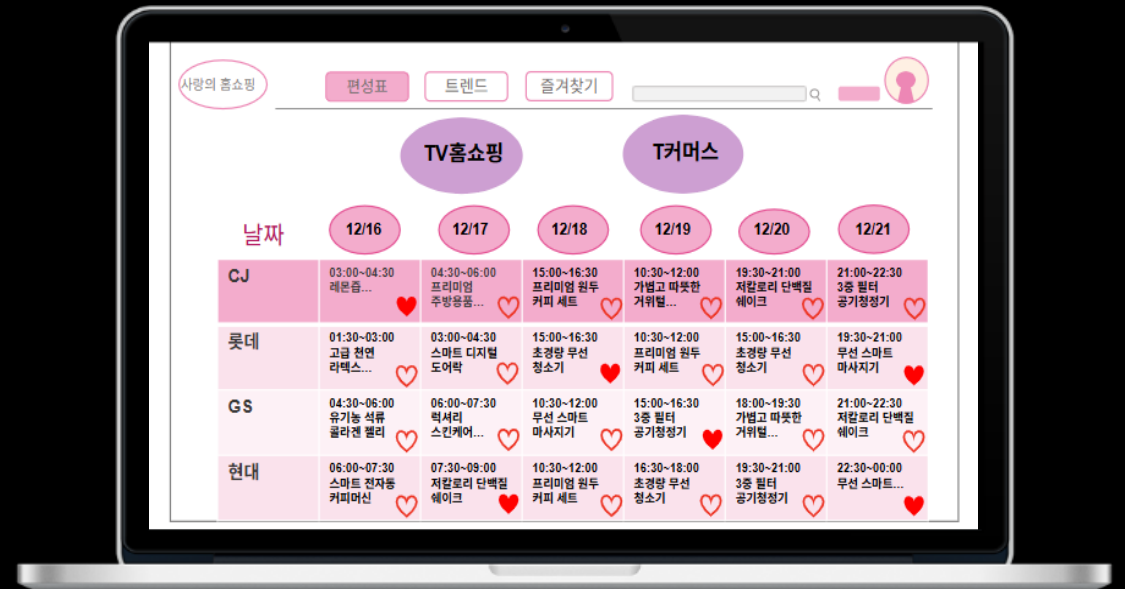 사랑의 홈쇼핑
편성표
트렌드
즐겨찾기
TV홈쇼핑
T커머스
날짜
12/16
12/17
12/18
12/19
12/20
12/21
CJ
03:00~04:30
레몬즙...
04:30~06:00
프리미엄
주방용품...
15:00~16:30
프리미엄 원두
커피 세트
10:30~12:00
가볍고 따뜻한
거위털...
19:30~21:00
저칼로리 단백질
쉐이크
21:00~22:30
3중 필터
공기청정기
롯데
01:30~03:00
고급 천연
라텍스...
03:00~04:30
스마트 디지털
도어락
15:00~16:30
초경량 무선
청소기
10:30~12:00
프리미엄 원두
커피 세트
15:00~16:30
초경량 무선
청소기
19:30~21:00
무선 스마트
마사지기
GS
04:30~06:00
유기농 석류
콜라겐 젤리
06:00~07:30
럭셔리
스킨케어...
10:30~12:00
무선 스마트
마사지기
15:00~16:30
3중 필터
공기청정기
18:00~19:30
가볍고 따뜻한
거위털...
21:00~22:30
저칼로리 단백질
쉐이크
현대
06:00~07:30
스마트 전자동
커피머신
07:30~09:00
저칼로리 단백질
쉐이크
10:30~12:00
프리미엄 원두
커피 세트
16:30~18:00
초경량 무선
청소기
19:30~21:00
3중 필터
공기청정기
22:30~00:00
무선 스마트...